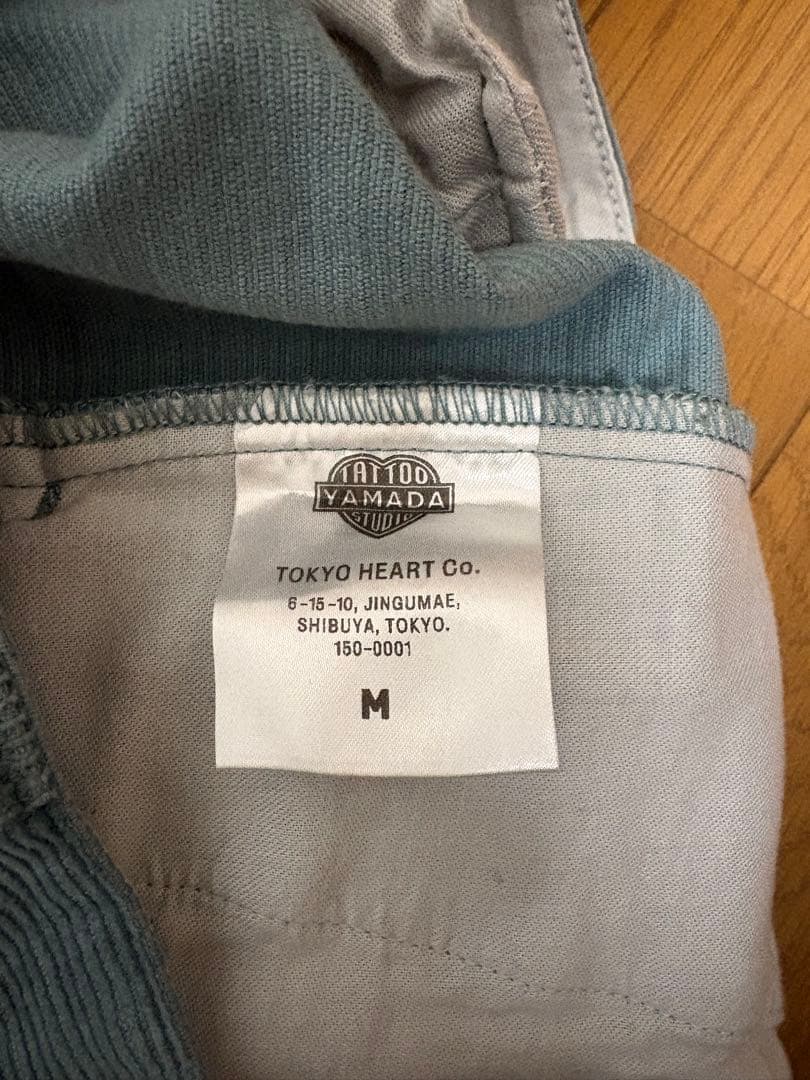 TATTOO
YAMADA
STUDIO
TOKYO HEART Co.
6-15-10, JINGUMAE,
SHIBUYA, TOKYO.
150-0001
M